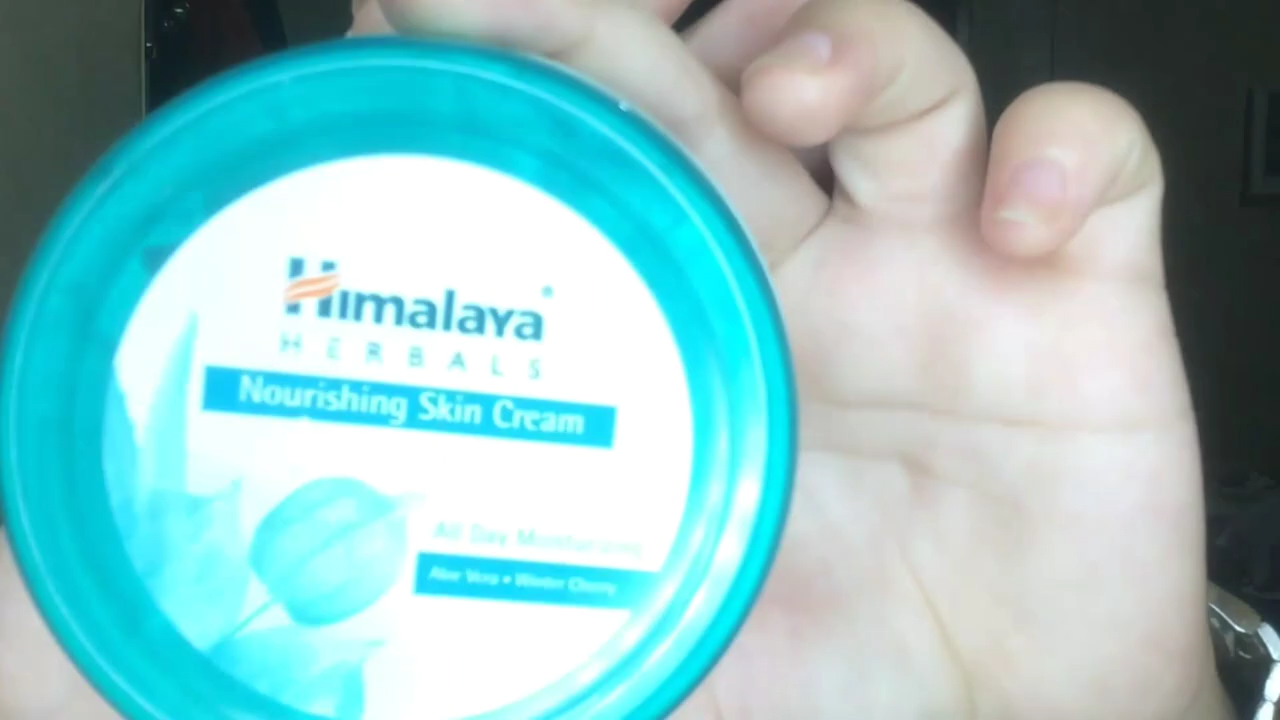 Himalaya
HERBALS
Nourishing Skin Cream
All Day Moisturizing
Aloe Vera • Winter Cherry